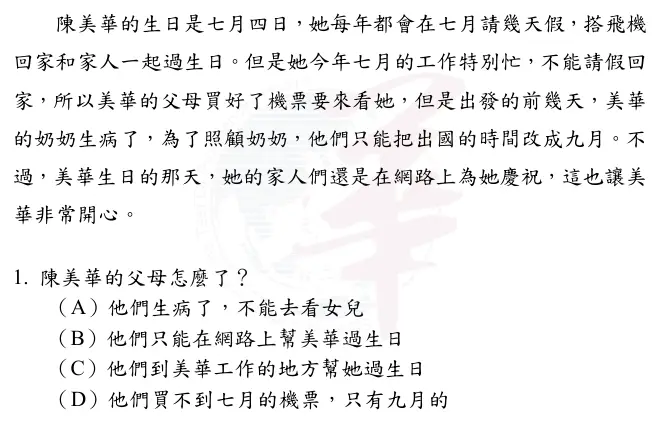 陳美華的生日是七月四日，她每年都會在七月請幾天假，搭飛機
回家和家人一起過生日。但是她今年七月的工作特別忙，不能請假回
家，所以美華的父母買好了機票要來看她，但是出發的前幾天，美華
的奶奶生病了，為了照顧奶奶，他們只能把出國的時間改成九月。不
過，美華生日的那天，她的家人們還是在網路上為她慶祝，這也讓美
華非常開心。
1. 陳美華的父母怎麼了？
（A）他們生病了，不能去看女兒
（B）他們只能在網路上幫美華過生日
（C）他們到美華工作的地方幫她過生日
（D）他們買不到七月的機票，只有九月的